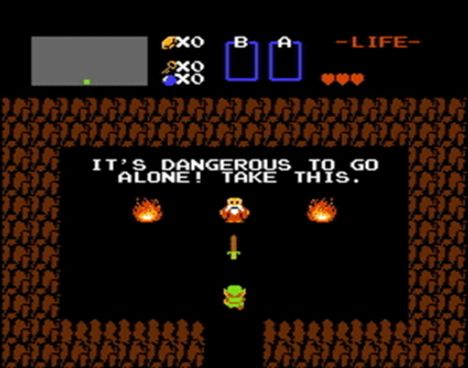 X0 B A -LIFE-
X0
X0
IT'S DANGEROUS TO GO
ALONE! TAKE THIS.